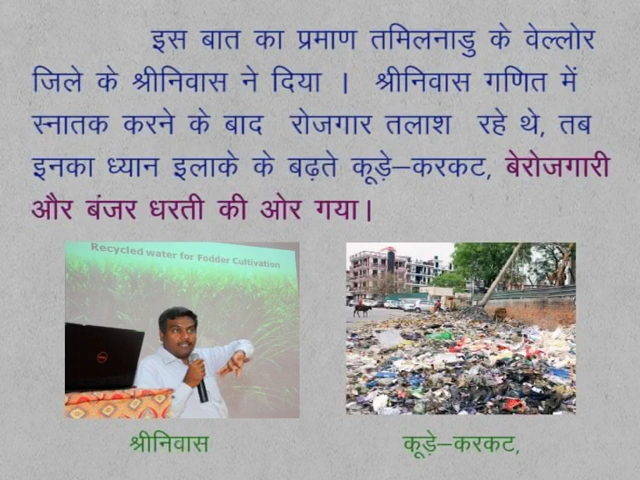 इस बात का प्रमाण तमिलनाडु के वेल्लोर
जिले के श्रीनिवास ने दिया । श्रीनिवास गणित में
स्नातक करने के बाद रोजगार तलाश रहे थे, तब
इनका ध्यान इलाके के बढ़ते कूड़े–करकट, बेरोजगारी
और बंजर धरती की ओर गया।
Recycled water for Fodder Cultivation
श्रीनिवास
कूड़े–करकट,